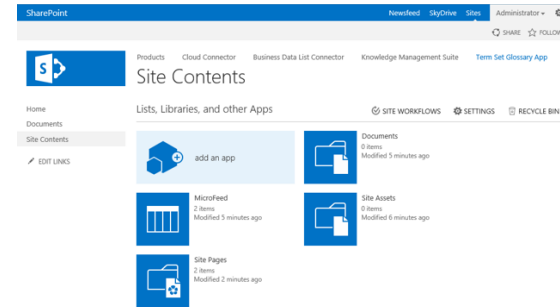 SharePoint
Newsfeed SkyDrive Sites Administrator
SHARE FOLLOW
S
Products Cloud Connector Business Data List Connector Knowledge Management Suite Term Set Glossary App
Site Contents
Home
Documents
Site Contents
EDIT LINKS
Lists, Libraries, and other Apps
SITE WORKFLOWS SETTINGS RECYCLE BIN
add an app
Documents
0 items
Modified 5 minutes ago
MicroFeed
2 items
Modified 5 minutes ago
Site Assets
0 items
Modified 6 minutes ago
Site Pages
2 items
Modified 2 minutes ago